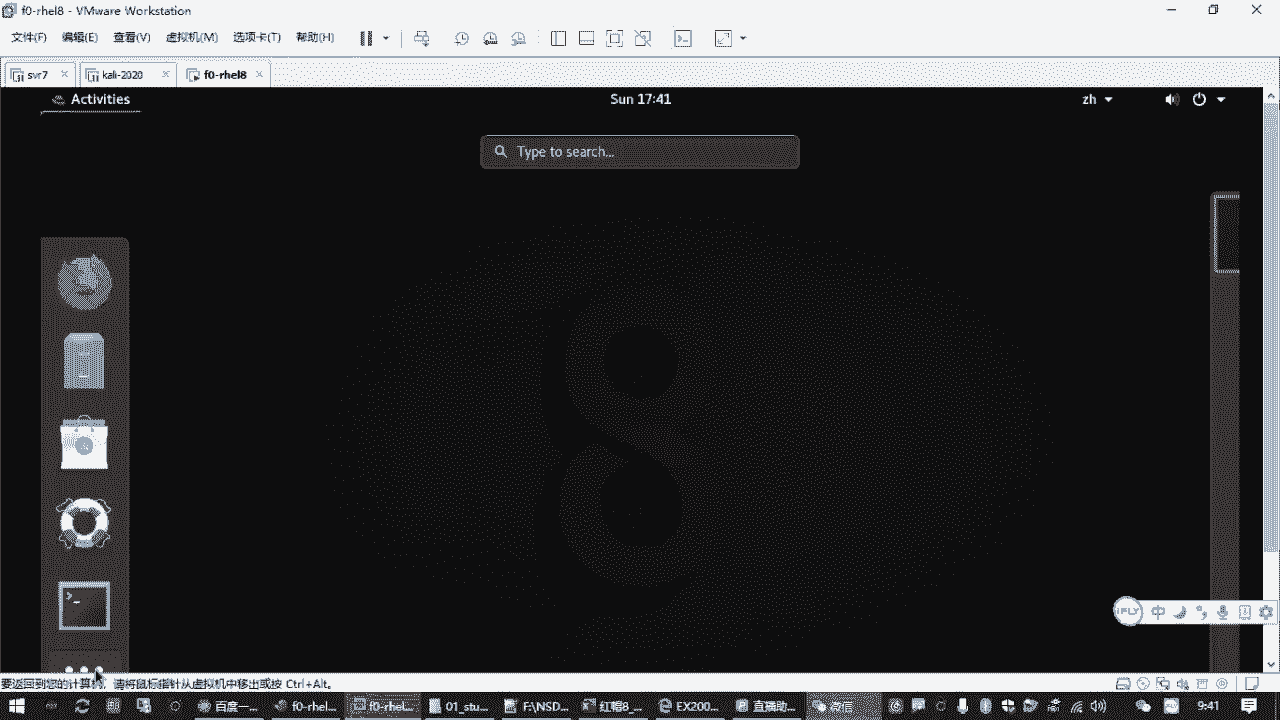 f0-rhel8 - VMware Workstation
文件(F) 编辑(E) 查看(V) 虚拟机(M) 选项卡(T) 帮助(H)
svr7 kali-2020 f0-rhel8
Activities Sun 17:41 zh
Type to search...
iFLY 中
要返回到您的计算机，请将鼠标指针从虚拟机中移出或按 Ctrl+Alt。
百度一... f0-rhel... f0-rhel... 01_stu... F:\NSD... 红帽8_... EX200... 直确助... 微信 9:41